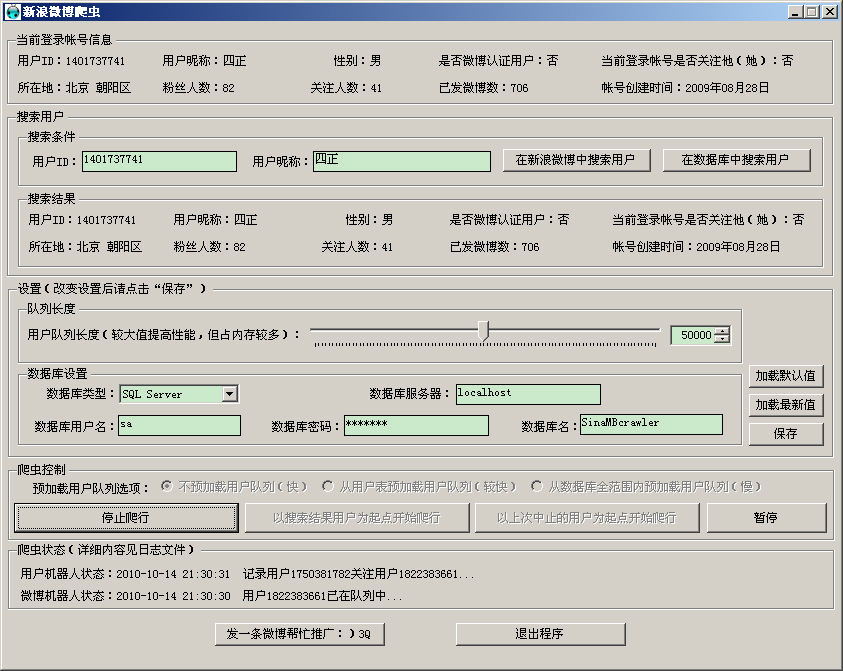 新浪微博爬虫
当前登录帐号信息
用户ID：1401737741 用户昵称：四正 性别：男 是否微博认证用户：否 当前登录帐号是否关注他（她）：否
所在地：北京 朝阳区 粉丝人数：82 关注人数：41 已发微博数：706 帐号创建时间：2009年08月28日
搜索用户
搜索条件
用户ID：1401737741 用户昵称：四正 在新浪微博中搜索用户 在数据库中搜索用户
搜索结果
用户ID：1401737741 用户昵称：四正 性别：男 是否微博认证用户：否 当前登录帐号是否关注他（她）：否
所在地：北京 朝阳区 粉丝人数：82 关注人数：41 已发微博数：706 帐号创建时间：2009年08月28日
设置（改变设置后请点击“保存”）
队列长度
用户队列长度（较大值提高性能，但占内存较多）： 50000
数据库设置
数据库类型：SQL Server 数据库服务器：localhost
数据库用户名：sa 数据库密码：******* 数据库名：SinaMBcrawler
加载默认值
加载最新值
保存
爬虫控制
预加载用户队列选项： 不预加载用户队列（快） 从用户表预加载用户队列（较快） 从数据库全范围内预加载用户队列（慢）
停止爬行 以搜索结果用户为起点开始爬行 以上次中止的用户为起点开始爬行 暂停
爬虫状态（详细内容见日志文件）
用户机器人状态：2010-10-14 21:30:31 记录用户1750381782关注用户1822383661...
微博机器人状态：2010-10-14 21:30:30 用户1822383661已在队列中...
发一条微博帮忙推广：）3Q 退出程序